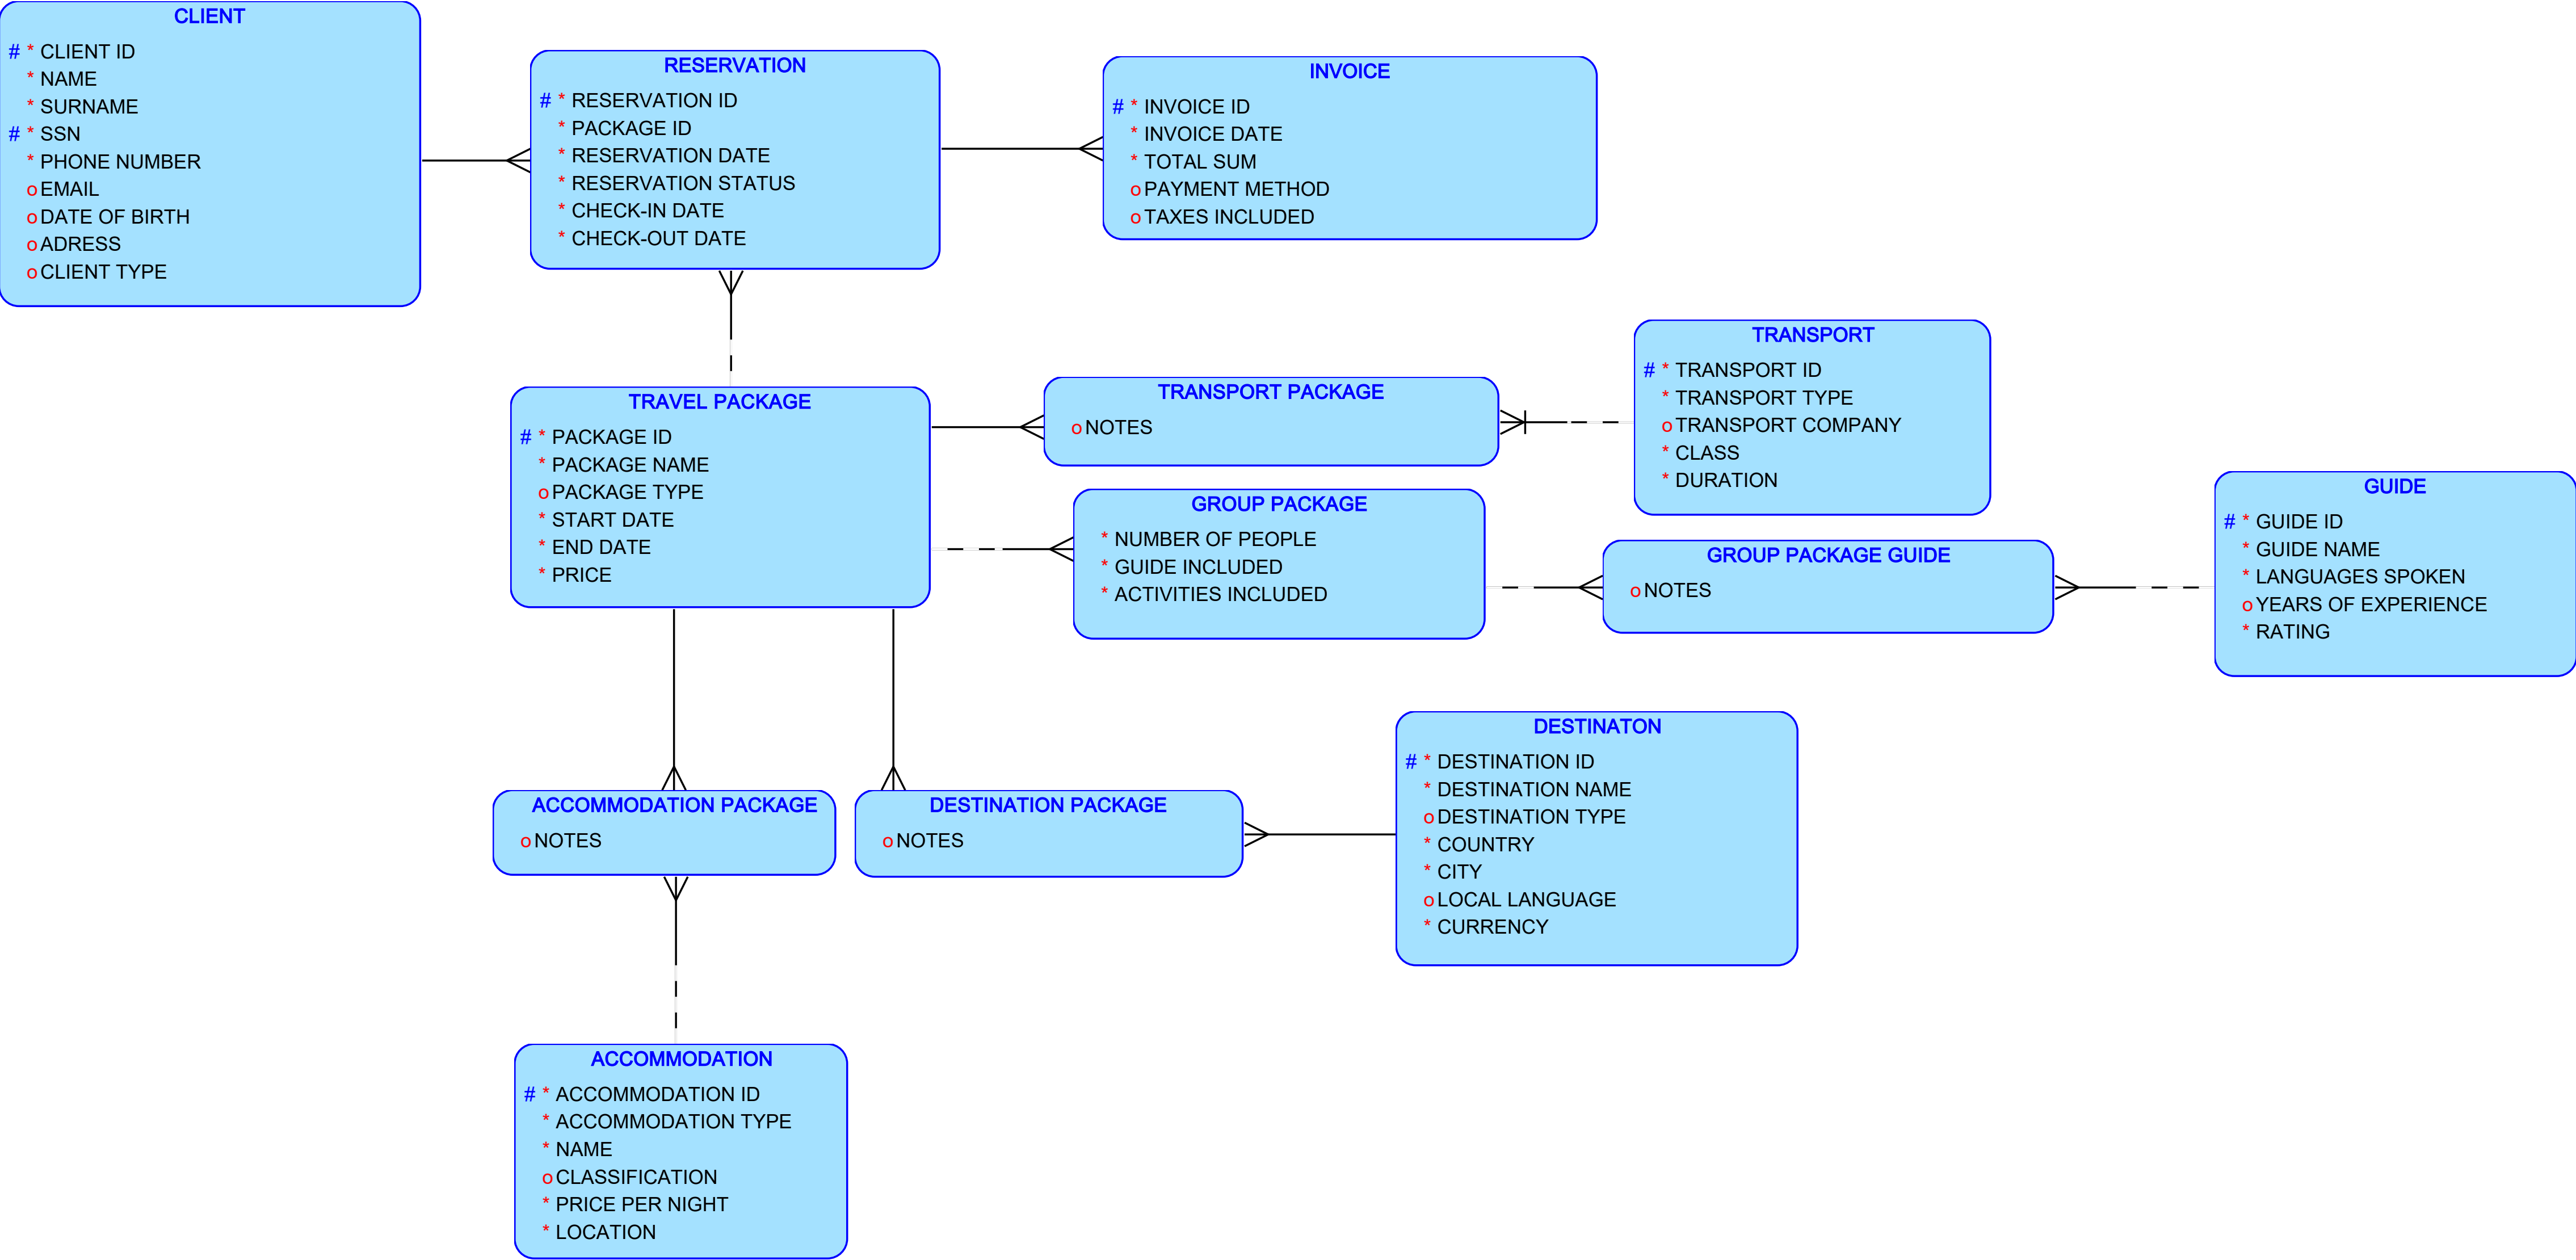 CLIENT
# * CLIENT ID
* NAME
* SURNAME
# * SSN
* PHONE NUMBER
o EMAIL
o DATE OF BIRTH
o ADRESS
o CLIENT TYPE
RESERVATION
# * RESERVATION ID
* PACKAGE ID
* RESERVATION DATE
* RESERVATION STATUS
* CHECK-IN DATE
* CHECK-OUT DATE
INVOICE
# * INVOICE ID
* INVOICE DATE
* TOTAL SUM
o PAYMENT METHOD
o TAXES INCLUDED
TRAVEL PACKAGE
# * PACKAGE ID
* PACKAGE NAME
o PACKAGE TYPE
* START DATE
* END DATE
* PRICE
TRANSPORT PACKAGE
o NOTES
TRANSPORT
# * TRANSPORT ID
* TRANSPORT TYPE
o TRANSPORT COMPANY
* CLASS
* DURATION
GROUP PACKAGE
* NUMBER OF PEOPLE
* GUIDE INCLUDED
* ACTIVITIES INCLUDED
GROUP PACKAGE GUIDE
o NOTES
GUIDE
# * GUIDE ID
* GUIDE NAME
* LANGUAGES SPOKEN
o YEARS OF EXPERIENCE
* RATING
ACCOMMODATION PACKAGE
o NOTES
DESTINATION PACKAGE
o NOTES
DESTINATON
# * DESTINATION ID
* DESTINATION NAME
o DESTINATION TYPE
* COUNTRY
* CITY
o LOCAL LANGUAGE
* CURRENCY
ACCOMMODATION
# * ACCOMMODATION ID
* ACCOMMODATION TYPE
* NAME
o CLASSIFICATION
* PRICE PER NIGHT
* LOCATION